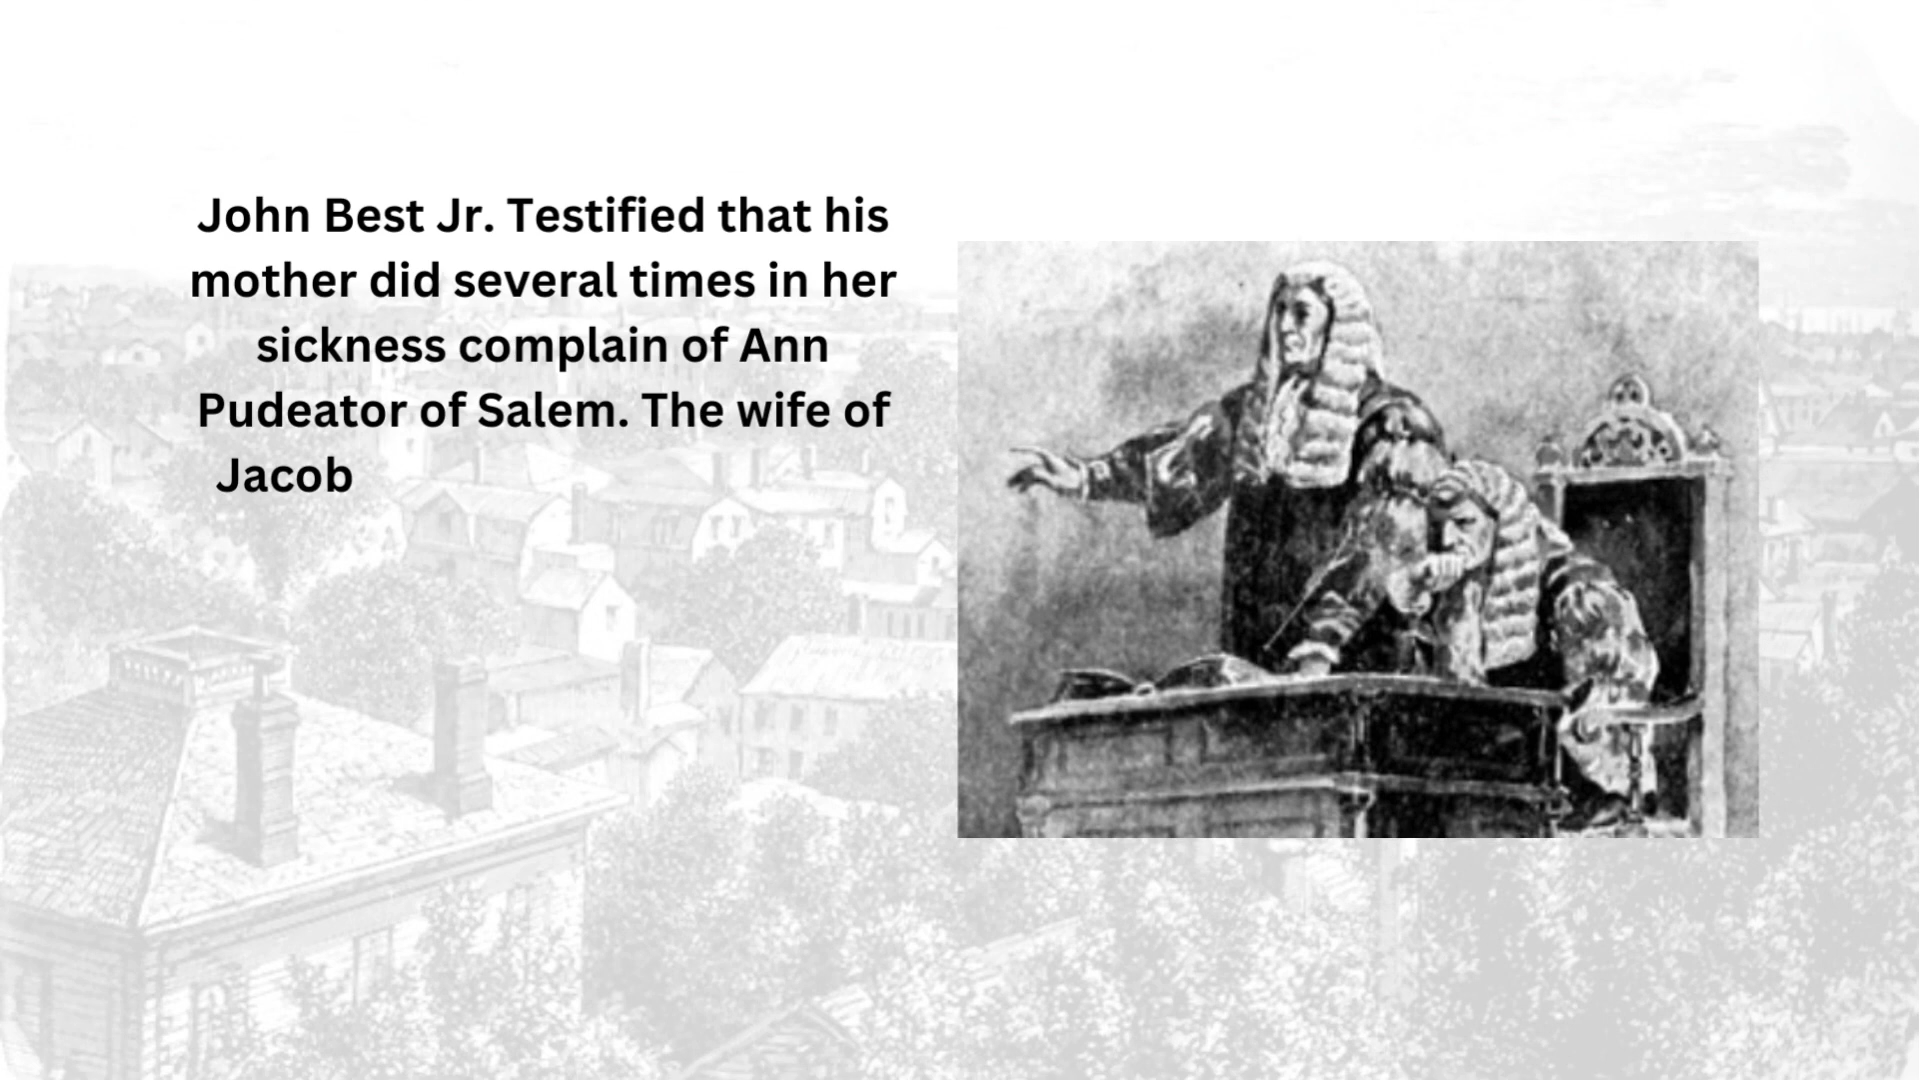 John Best Jr. Testified that his
mother did several times in her
sickness complain of Ann
Pudeator of Salem. The wife of
Jacob